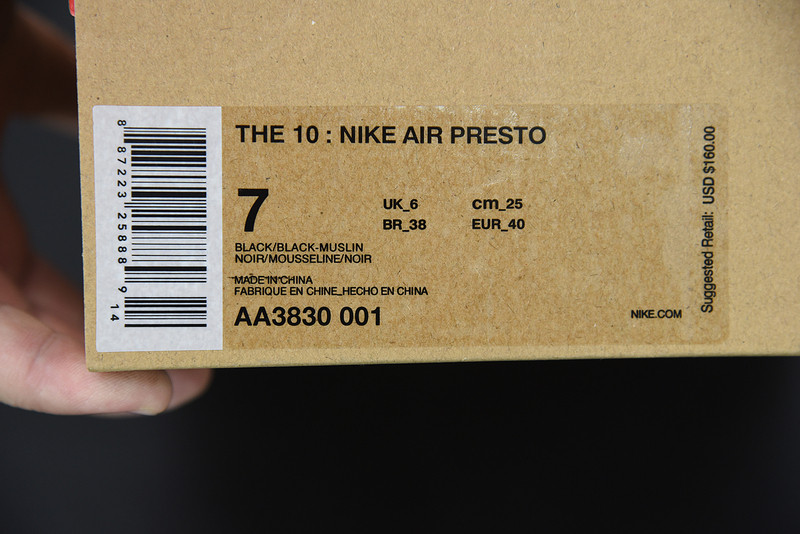 THE 10 : NIKE AIR PRESTO
7
UK_6 cm_25
BR_38 EUR_40
BLACK/BLACK-MUSLIN
NOIR/MOUSSELINE/NOIR
MADE IN CHINA
FABRIQUE EN CHINE_HECHO EN CHINA
AA3830 001
NIKE.COM
Suggested Retail: USD $160.00
8 87223 25888 9 14